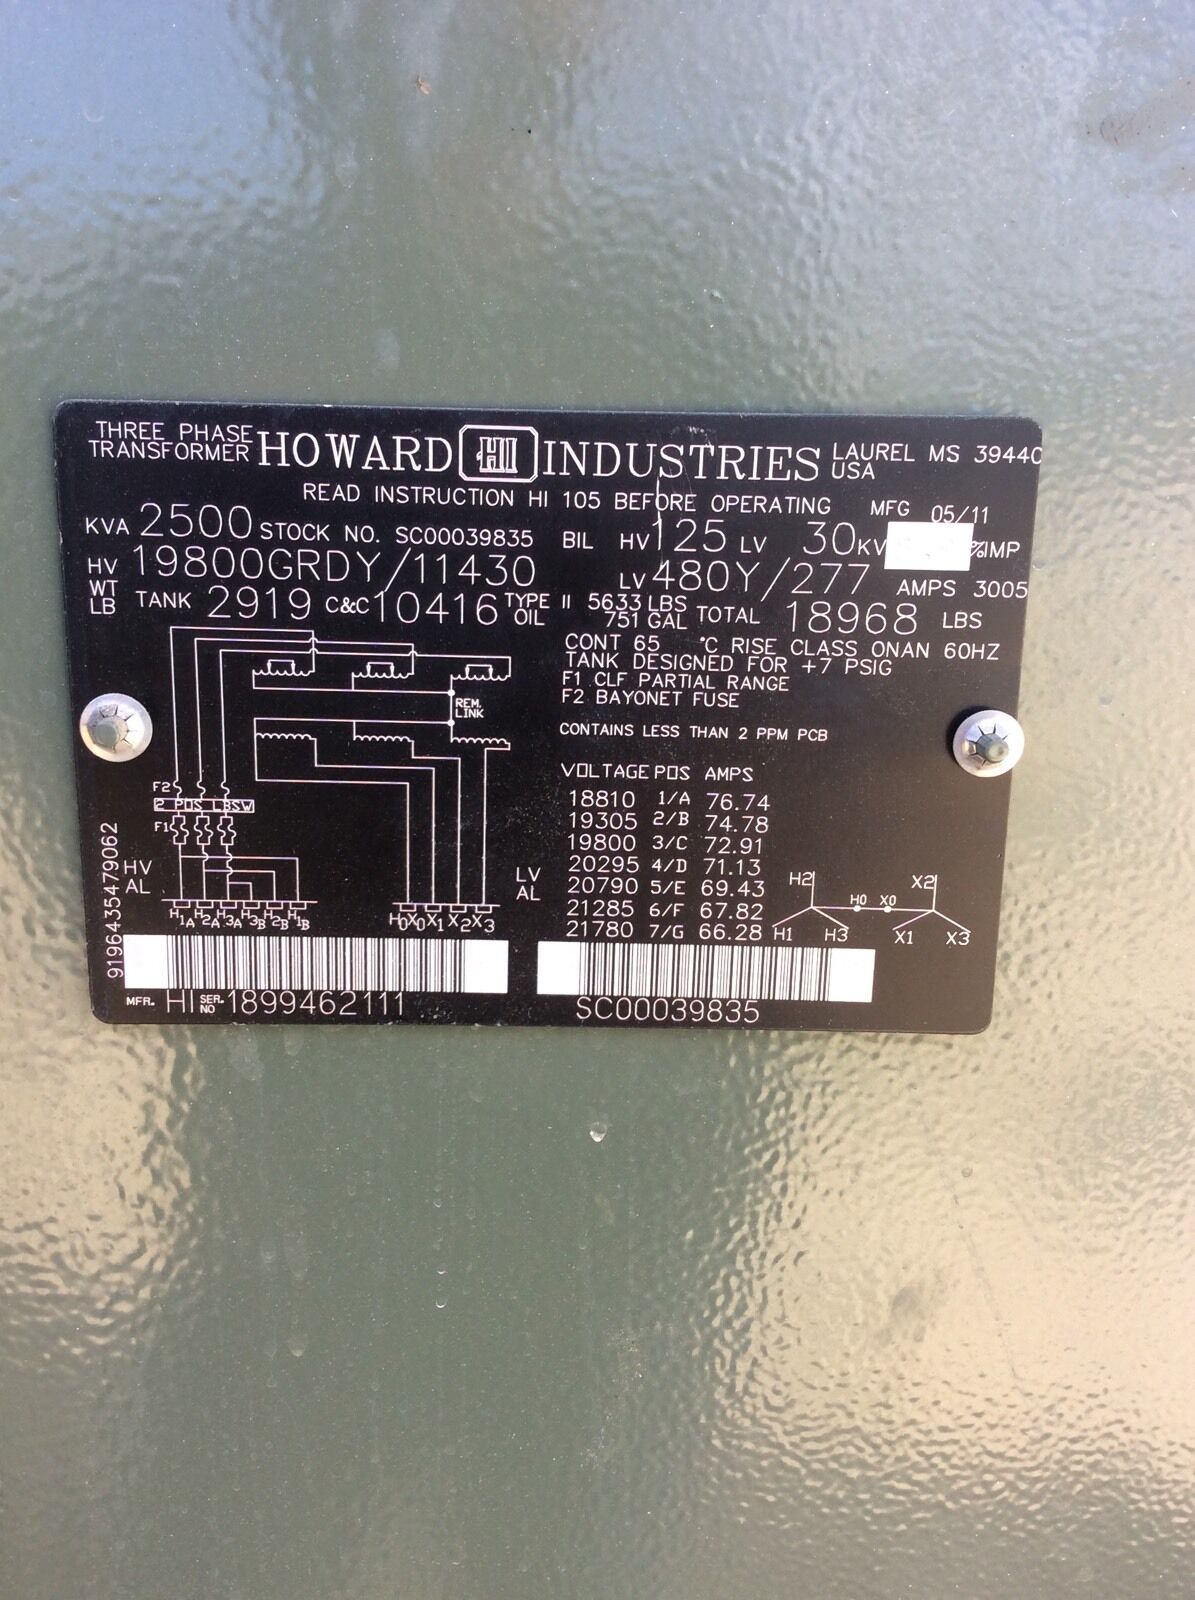 THREE PHASE TRANSFORMER HOWARD HI INDUSTRIES LAUREL MS 39440 USA
READ INSTRUCTION HI 105 BEFORE OPERATING MFG 05/11
KVA 2500 STOCK NO. SC00039835 BIL HV 125 LV 30KV %IMP
HV 19800GRDY/11430 LV 480Y/277 AMPS 3005
WT LB TANK 2919 C&C 10416 TYPE II OIL 5633 LBS 751 GAL TOTAL 18968 LBS
CONT 65 °C RISE CLASS ONAN 60HZ
TANK DESIGNED FOR +7 PSIG
F1 CLF PARTIAL RANGE
F2 BAYONET FUSE
CONTAINS LESS THAN 2 PPM PCB
REM. LINK
F2
2 POS LBSW
F1
HV AL
LV AL
H1A H2A H3A H3B H2B H1B
H0X0 X1 X2 X3
VOLTAGE POS AMPS
18810 1/A 76.74
19305 2/B 74.78
19800 3/C 72.91
20295 4/D 71.13
20790 5/E 69.43
21285 6/F 67.82
21780 7/G 66.28
H2 X2
H0 X0
H1 H3 X1 X3
919643547906​2
MFR. HI SER. NO 1899462111
SC00039835